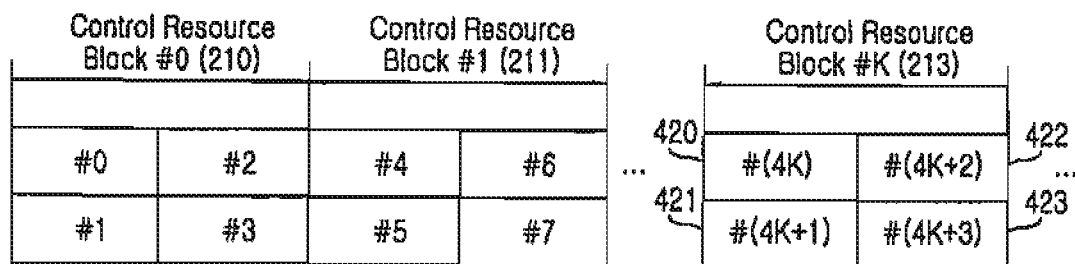 Control Resource
Block #0 (210)
Control Resource
Block #1 (211)
Control Resource
Block #K (213)
#0 #2 #4 #6 ... 420 #(4K) #(4K+2) 422 ...
#1 #3 #5 #7 421 #(4K+1) #(4K+3) 423